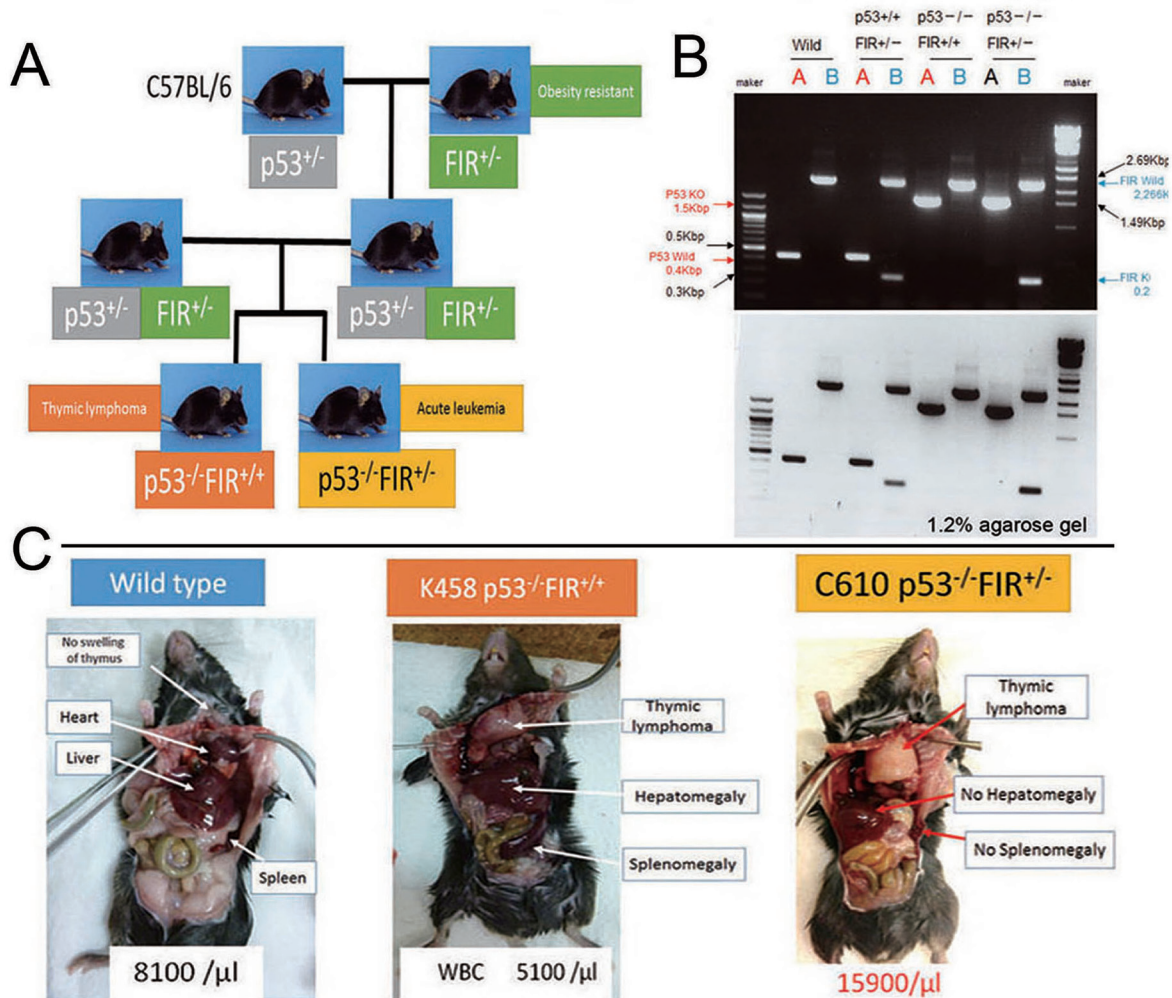 A
C57BL/6
Obesity resistant
p53+/-
FIR+/-
p53+/-
FIR+/-
p53+/-
FIR+/-
Thymic lymphoma
Acute leukemia
p53-/-FIR+/+
p53-/-FIR+/-
B
p53+/+ p53-/- p53-/-
Wild FIR+/- FIR+/+ FIR+/-
maker A B A B A B A B maker
P53 KO
1.5Kbp
0.5Kbp
P53 Wild
0.4Kbp
0.3Kbp
2.69Kbp
FIR Wild
2,266K
1.49Kbp
FIR
0.2
1.2% agarose gel
C
Wild type
No swelling
of thymus
Heart
Liver
Spleen
8100 /µl
K458 p53-/-FIR+/+
Thymic
lymphoma
Hepatomegaly
Splenomegaly
WBC 5100 /µl
C610 p53-/-FIR+/-
Thymic
lymphoma
No Hepatomegaly
No Splenomegaly
15900/µl